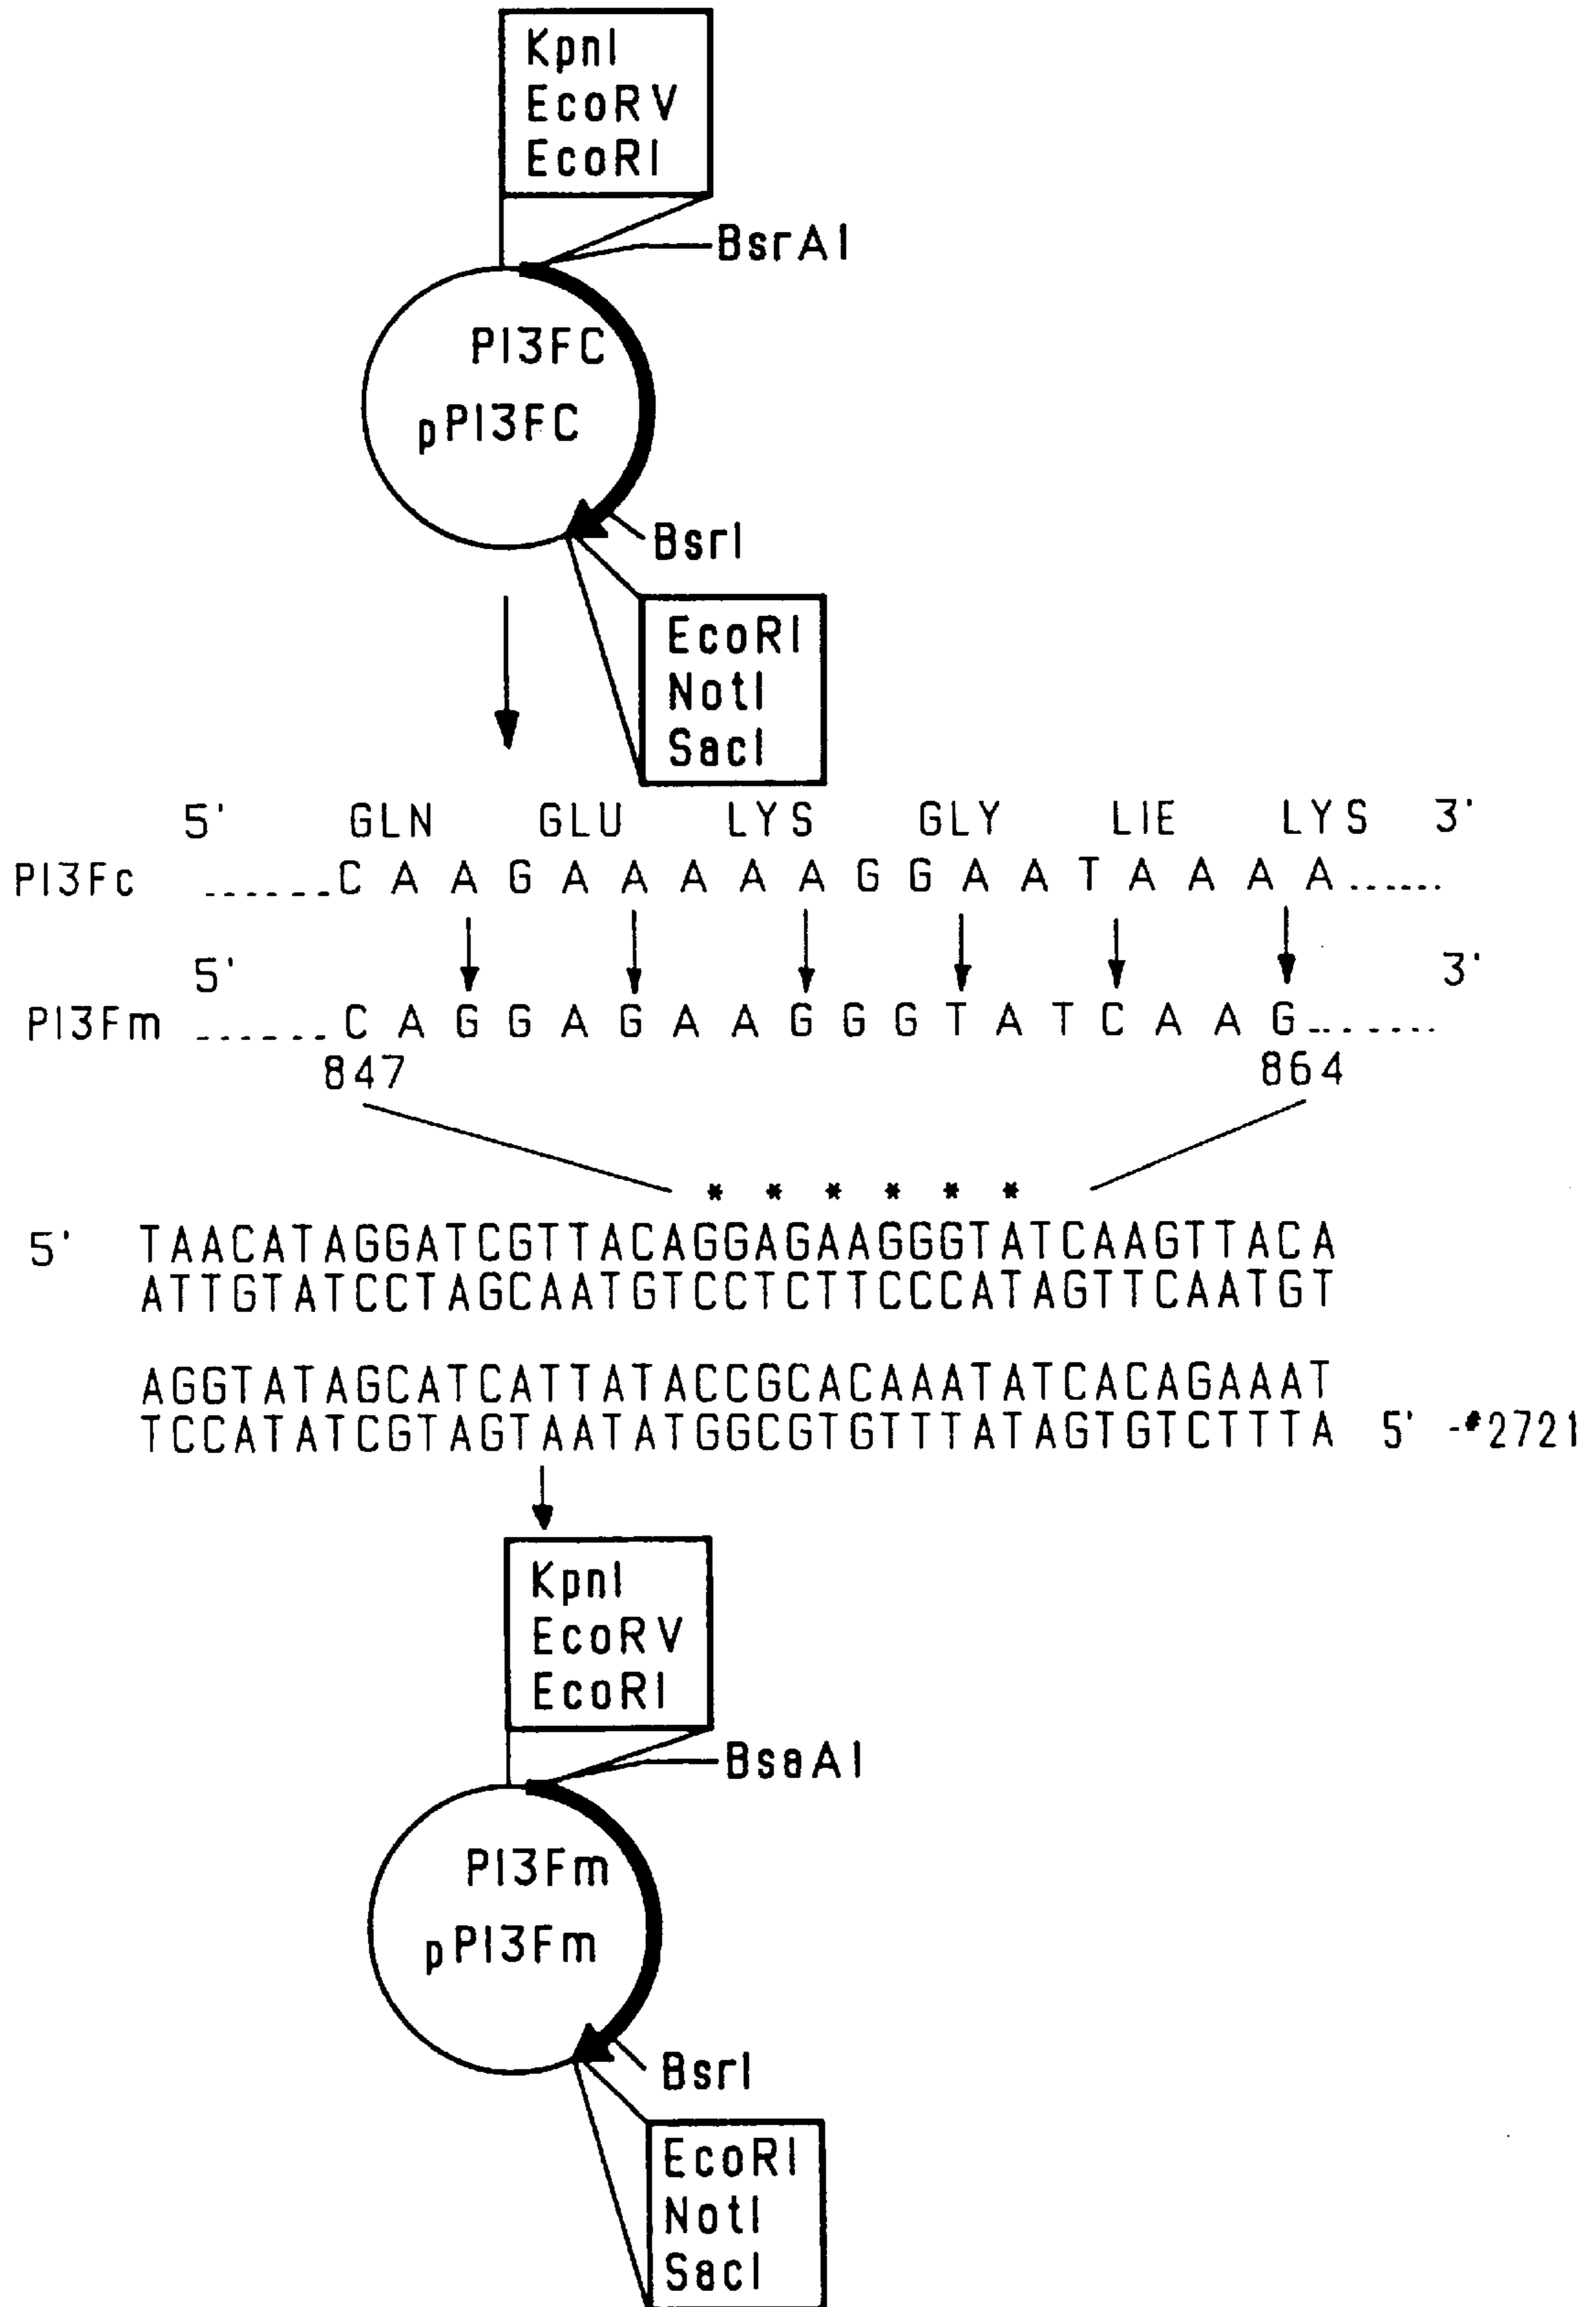 KpnI
EcoRV
EcoRI
BsrAI
PI3FC
pPI3FC
BsrI
EcoRI
NotI
SacI
5' GLN GLU LYS GLY LIE LYS 3'
PI3Fc ......C A A G A A A A A G G A A T A A A A......
5' 3'
PI3Fm ......C A G G A G A A G G G T A T C A A G.......
847 864
* * * * * *
5' TAACATAGGATCGTTACAGGAGAAGGGTATCAAGTTACA
ATTGTATCCTAGCAATGTCCTCTTCCCATAGTTCAATGT
AGGTATAGCATCATTATACCGCACAAATATCACAGAAAT
TCCATATCGTAGTAATATGGCGTGTTTATAGTGTCTTTA 5' -#2721
KpnI
EcoRV
EcoRI
BsaAI
PI3Fm
pPI3Fm
BsrI
EcoRI
NotI
SacI